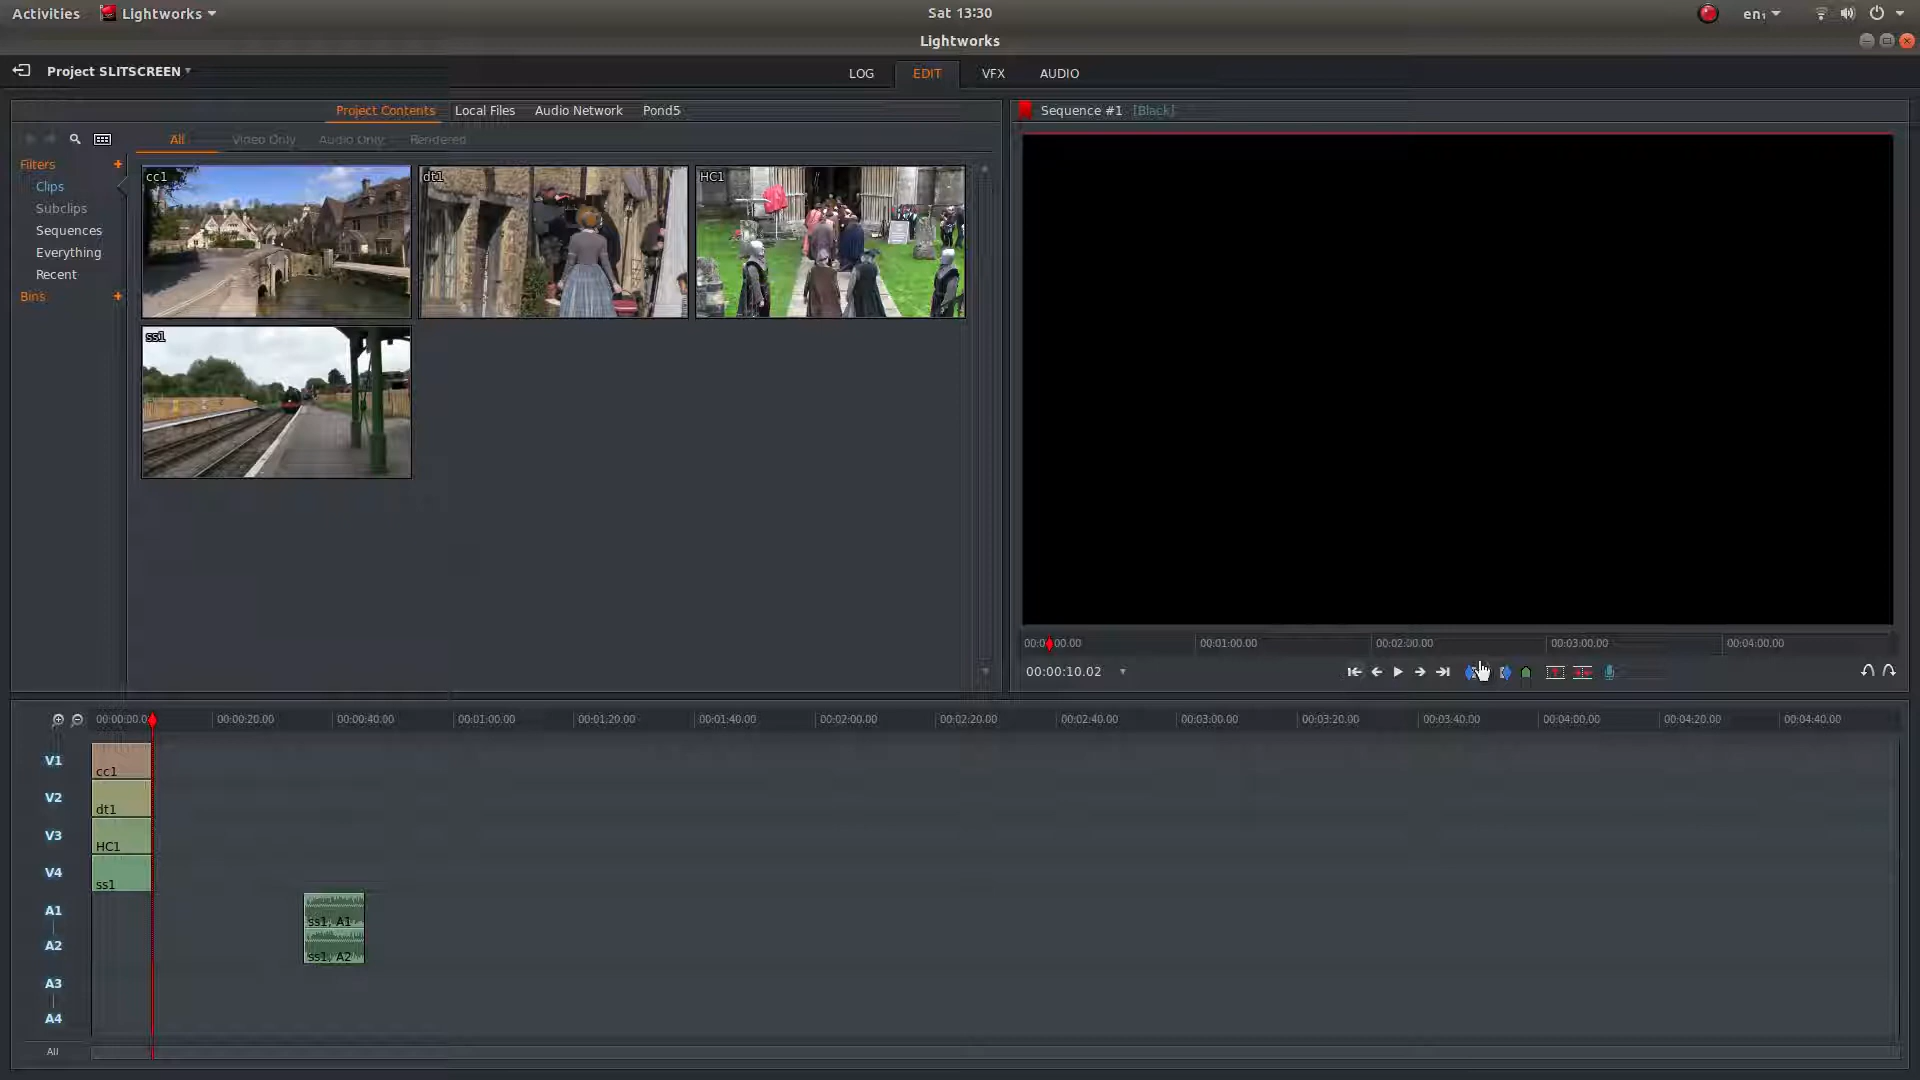 Activities Lightworks Sat 13:30 en₁
Lightworks
Project SLITSCREEN LOG EDIT VFX AUDIO
Project Contents Local Files Audio Network Pond5 Sequence #1 [Black]
All Video Only Audio Only Rendered
Filters +
Clips
Subclips
Sequences
Everything
Recent
Bins +
cc1 dt1 HC1
ss1
00:01:00.00 00:02:00.00 00:03:00.00 00:04:00.00
00:00:10.02
00:00:20.00 00:00:40.00 00:01:00.00 00:01:20.00 00:01:40.00 00:02:00.00 00:02:20.00 00:02:40.00 00:03:00.00 00:03:20.00 00:03:40.00 00:04:00.00 00:04:20.00 00:04:40.00
V1 cc1
V2 dt1
V3 HC1
V4 ss1
A1 ss1, A1
A2 ss1, A2
A3
A4
All